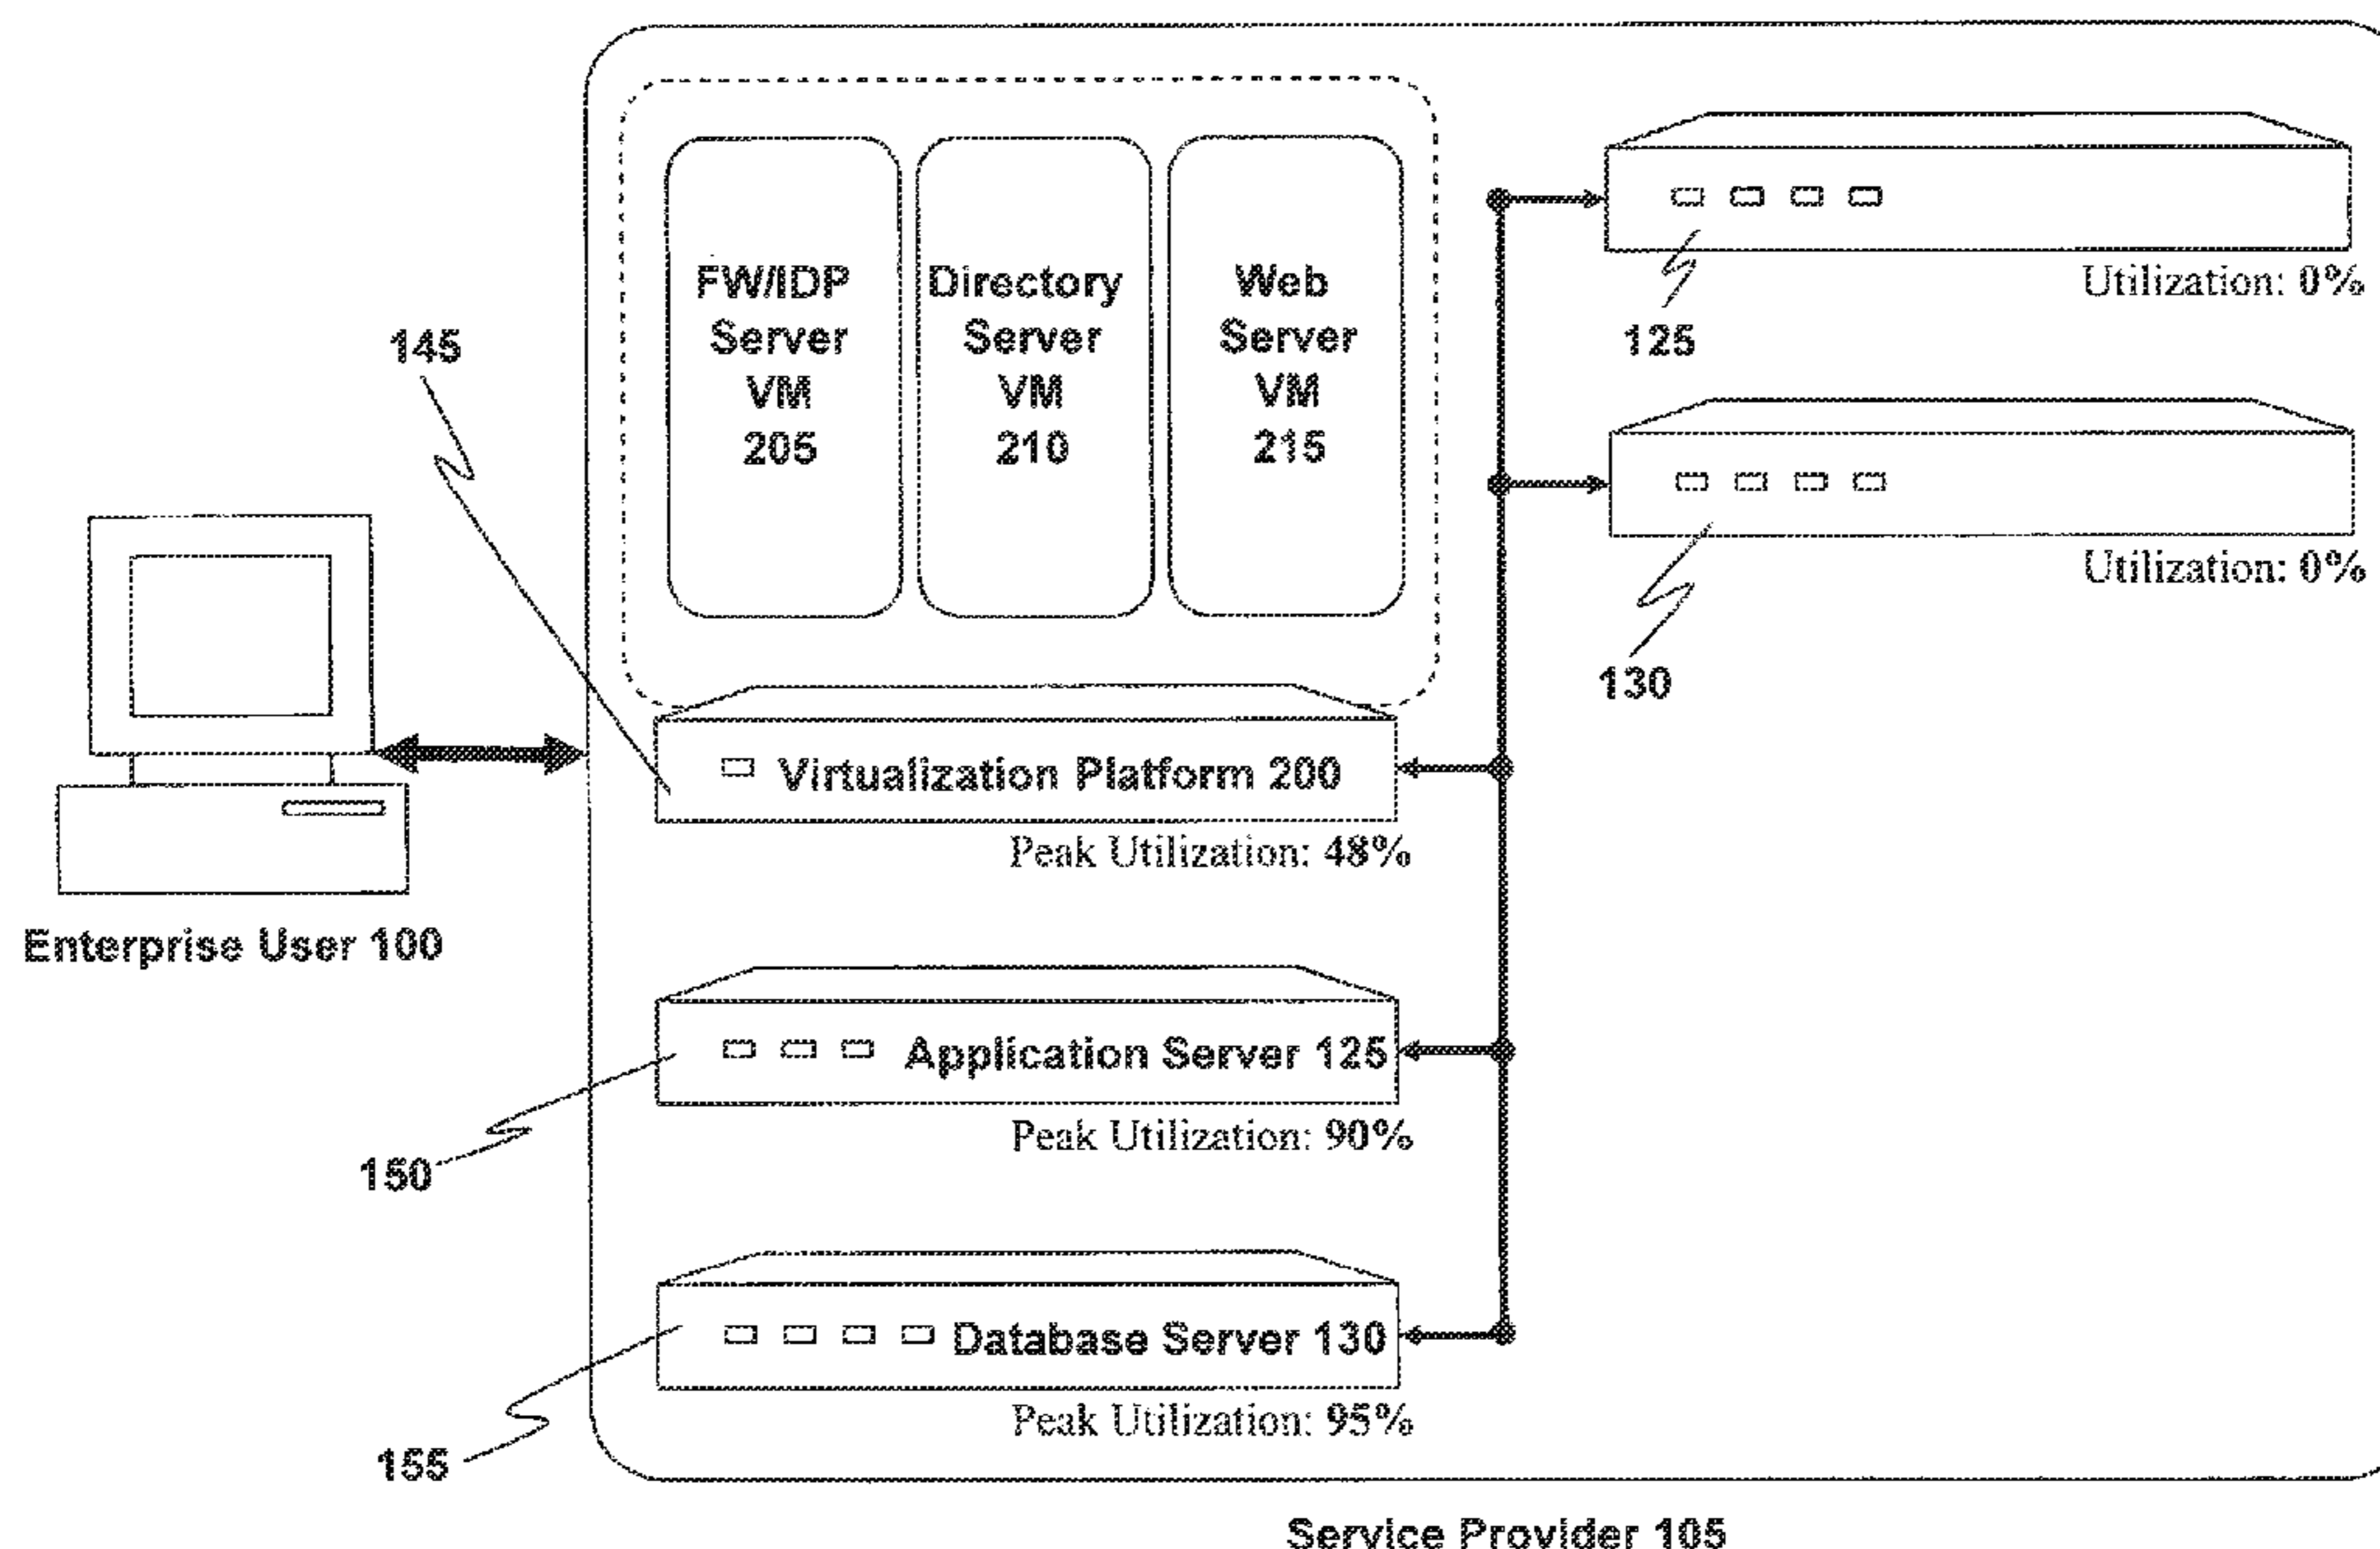 FW/IDP
Server
VM
205
Directory
Server
VM
210
Web
Server
VM
215
Utilization: 0%
125
145
Utilization: 0%
130
Virtualization Platform 200
Peak Utilization: 48%
Enterprise User 100
Application Server 125
Peak Utilization: 90%
150
Database Server 130
Peak Utilization: 95%
155
Service Provider 105